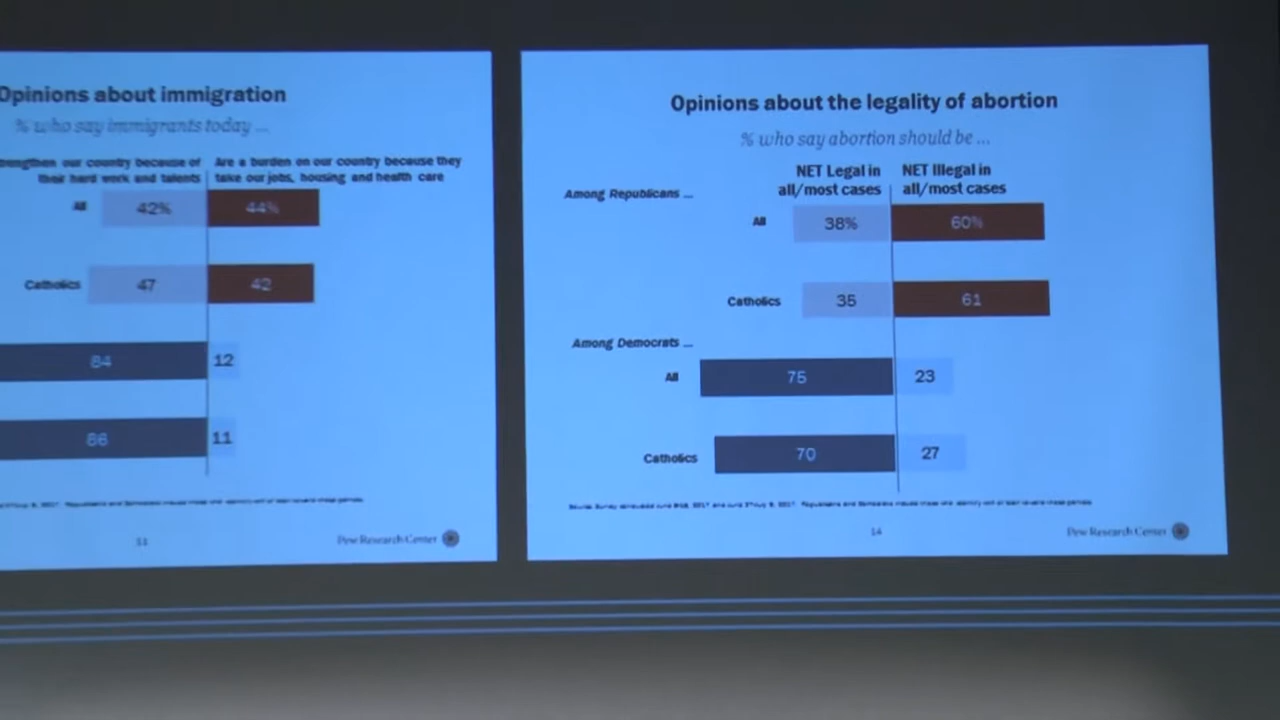 Opinions about immigration
% who say immigrants today ...
our country because of
their hard work and talents
Are a burden on our country because they
take our jobs, housing and health care
All 42% 44%
Catholics 47 42
84 12
86 11
Pew Research Center
Opinions about the legality of abortion
% who say abortion should be ...
NET Legal in
all/most cases
NET Illegal in
all/most cases
Among Republicans ...
All 38% 60%
Catholics 35 61
Among Democrats ...
All 75 23
Catholics 70 27
14
Pew Research Center